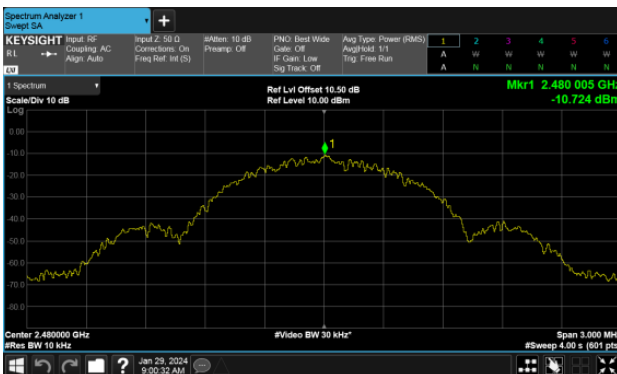 Spectrum Analyzer 1
Swept SA
+
KEYSIGHT
RL
LXI
Input: RF
Coupling: AC
Align: Auto
Input Z: 50 Ω
Corrections: On
Freq Ref: Int (S)
#Atten: 10 dB
Preamp: Off
PNO: Best Wide
Gate: Off
IF Gain: Low
Sig Track: Off
Avg Type: Power (RMS)
Avg|Hold: 1/1
Trig: Free Run
1 2 3 4 5 6
A W W W W W
A N N N N N
1 Spectrum
Scale/Div 10 dB
Log
Ref Lvl Offset 10.50 dB
Ref Level 10.00 dBm
Mkr1 2.480 005 GHz
-10.724 dBm
1
0.00
-10.0
-20.0
-30.0
-40.0
-50.0
-60.0
-70.0
-80.0
Center 2.480000 GHz
#Res BW 10 kHz
#Video BW 30 kHz*
Span 3.000 MHz
#Sweep 4.00 s (601 pts)
?
Jan 29, 2024
9:00:32 AM